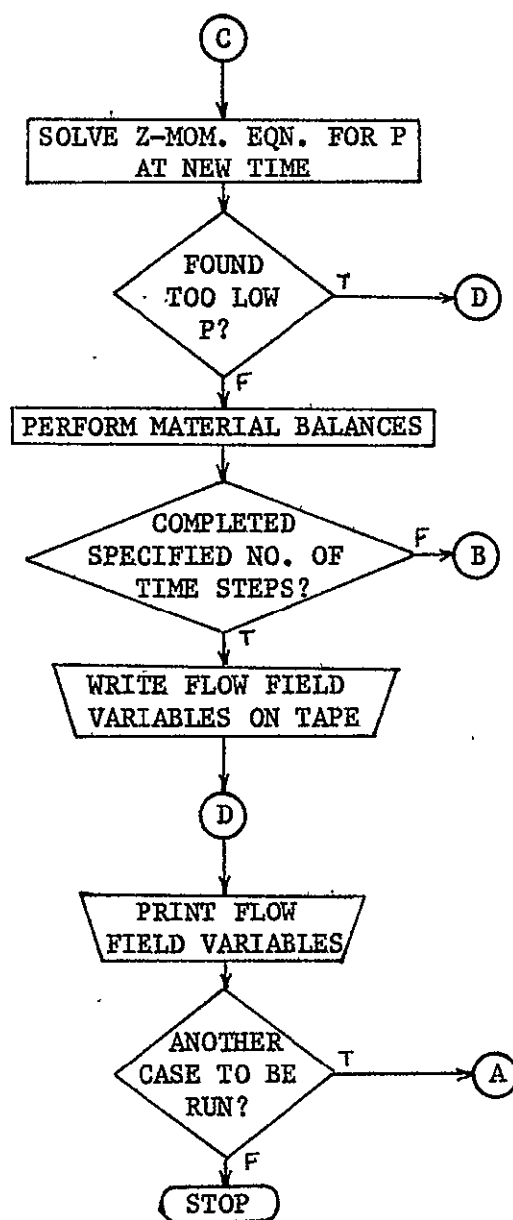 C
SOLVE Z-MOM. EQN. FOR P
AT NEW TIME
FOUND
TOO LOW
P?
T
D
F
PERFORM MATERIAL BALANCES
COMPLETED
SPECIFIED NO. OF
TIME STEPS?
F
B
T
WRITE FLOW FIELD
VARIABLES ON TAPE
D
PRINT FLOW
FIELD VARIABLES
ANOTHER
CASE TO BE
RUN?
T
A
F
STOP